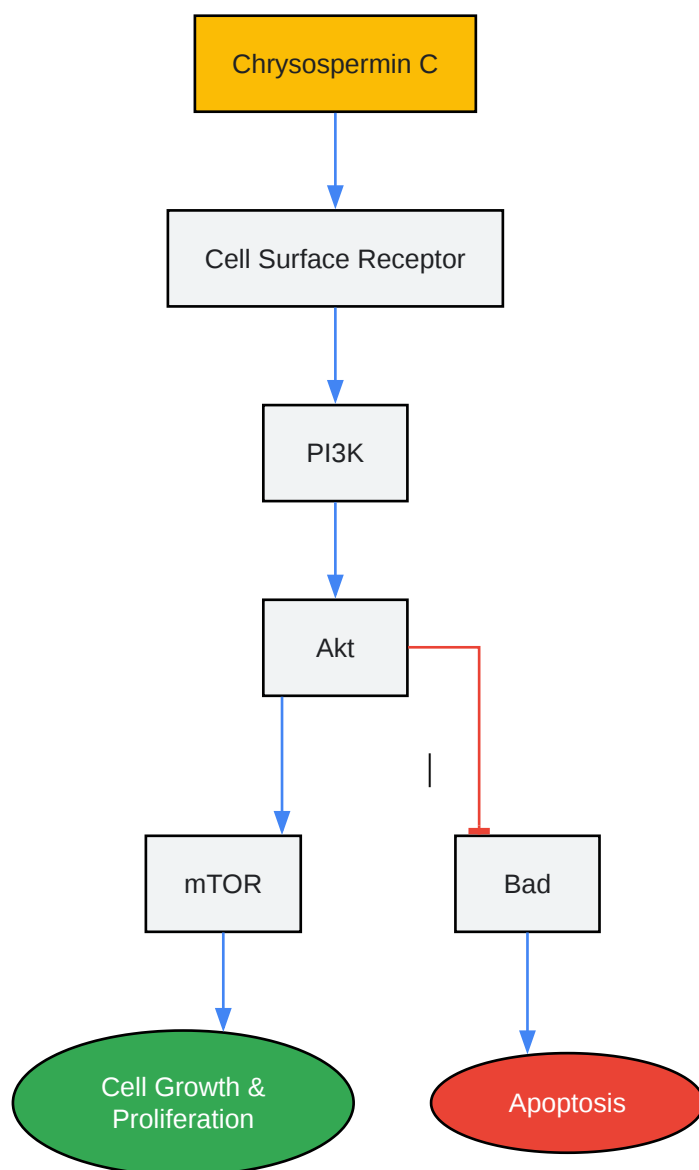 Chrysospermin C
Cell Surface Receptor
PI3K
Akt
|
mTOR
Bad
Cell Growth &
Proliferation
Apoptosis